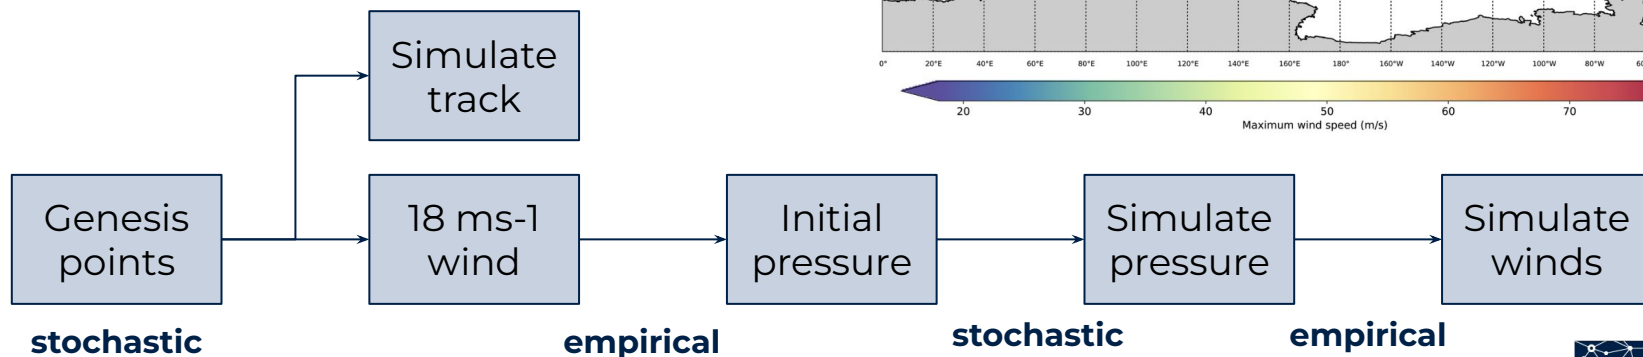 0° 20°E 40°E 60°E 80°E 100°E 120°E 140°E 160°E 180° 160°W 140°W 120°W 100°W 80°W
20 30 40 50 60 70
Maximum wind speed (m/s)
Simulate
track
Genesis
points
18 ms-1
wind
Initial
pressure
Simulate
pressure
Simulate
winds
stochastic
empirical
stochastic
empirical